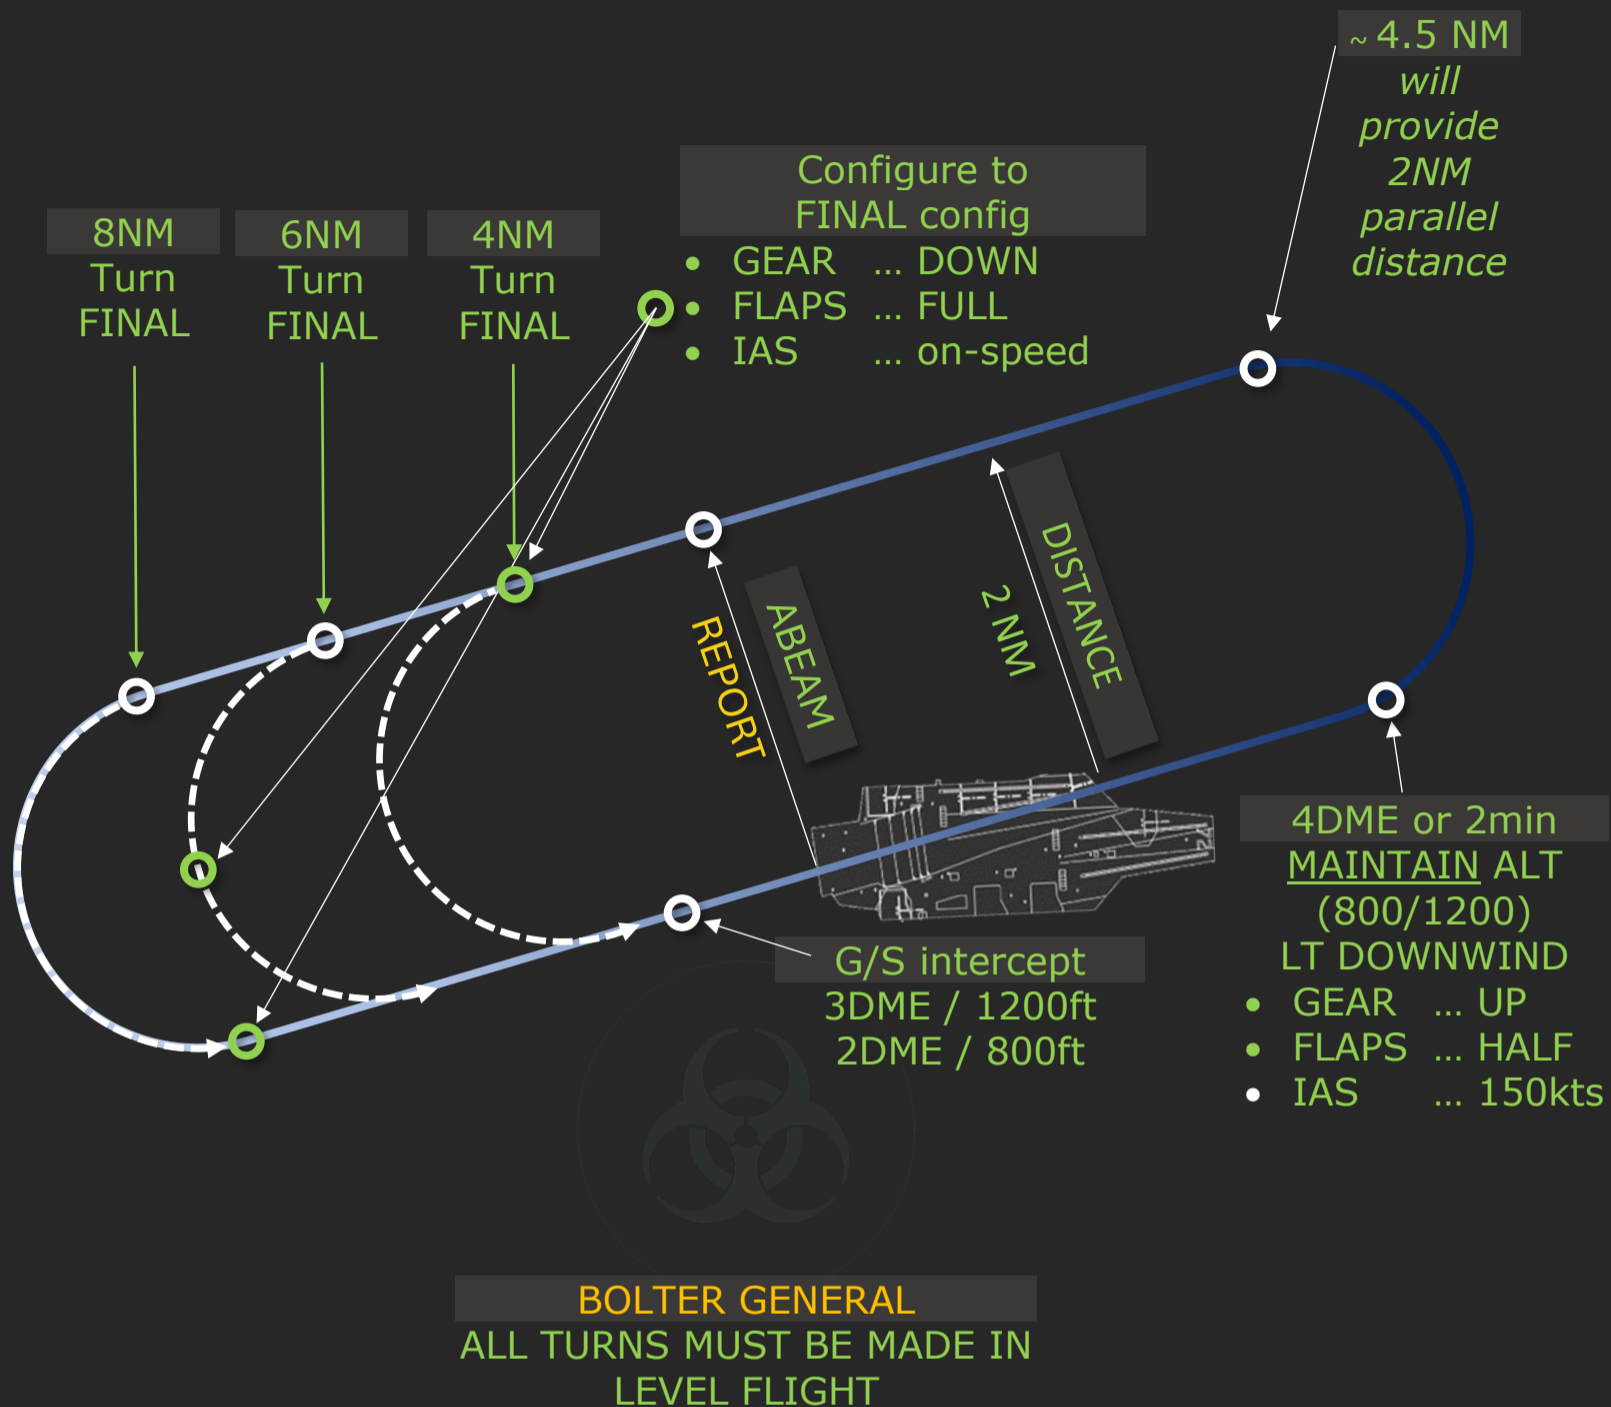 ~ 4.5 NM
will
provide
2NM
parallel
distance
Configure to
FINAL config
• GEAR ... DOWN
• FLAPS ... FULL
• IAS ... on-speed
8NM
Turn
FINAL
6NM
Turn
FINAL
4NM
Turn
FINAL
REPORT
ABEAM
2 NM
DISTANCE
G/S intercept
3DME / 1200ft
2DME / 800ft
4DME or 2min
MAINTAIN ALT
(800/1200)
LT DOWNWIND
• GEAR ... UP
• FLAPS ... HALF
• IAS ... 150kts
BOLTER GENERAL
ALL TURNS MUST BE MADE IN
LEVEL FLIGHT